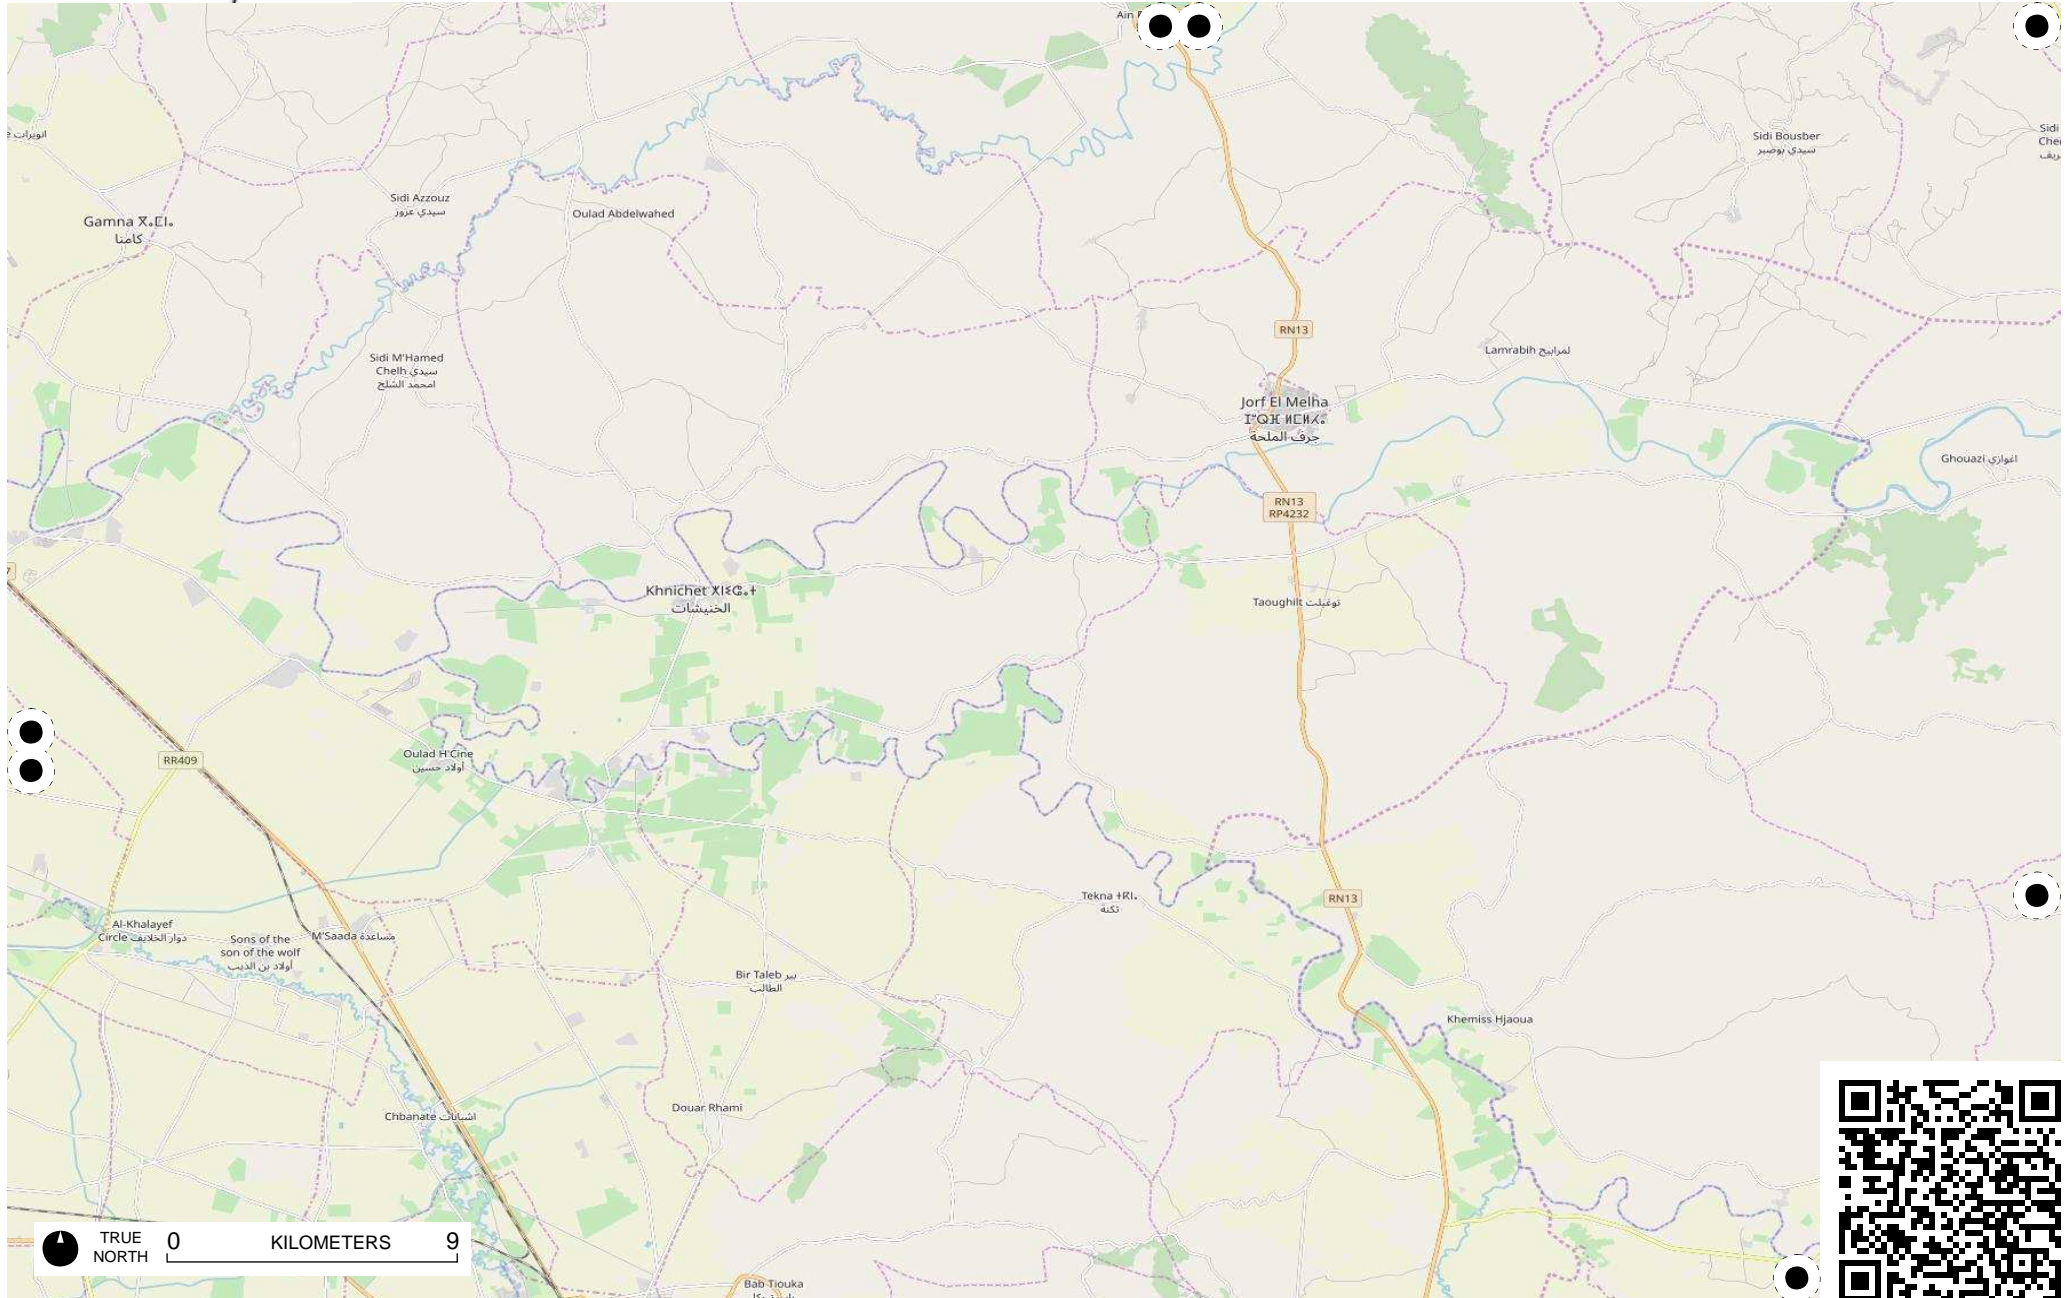 Ain
انويرات
Sidi Bousber
سيدي بوصبر
Sidi
Sidi Azzouz
سيدي عزوز
Oulad Abdelwahed
Gamna ⴳⴰⵎⵏⴰ
كامنا
RN13
Lamrabih لمرابيح
Sidi M'Hamed
Chelh سيدي
امحمد الشلح
Jorf El Melha
ⵊⵯⵕⴼ ⵍⵎⵍⵃⴰ
جرف الملحة
Ghouazi اغوازي
RN13
RP4232
7
Khnichet ⵅⵏⵉⵛⴰⵜ
الخنيشات
Taoughilt توغيلت
Oulad H'Cine
أولاد حسين
RR409
Tekna ⵜⴽⵏⴰ
تكنة
RN13
Al-Khalayef
Circle دوار الخلايف
Sons of the
son of the wolf
أولاد بن الذيب
M'Saada مساعدة
Bir Taleb بير
الطالب
Khemiss Hjaoua
Chbanate اشبانات
Douar Rhami
TRUE
NORTH
0 KILOMETERS 9
Bab Tiouka